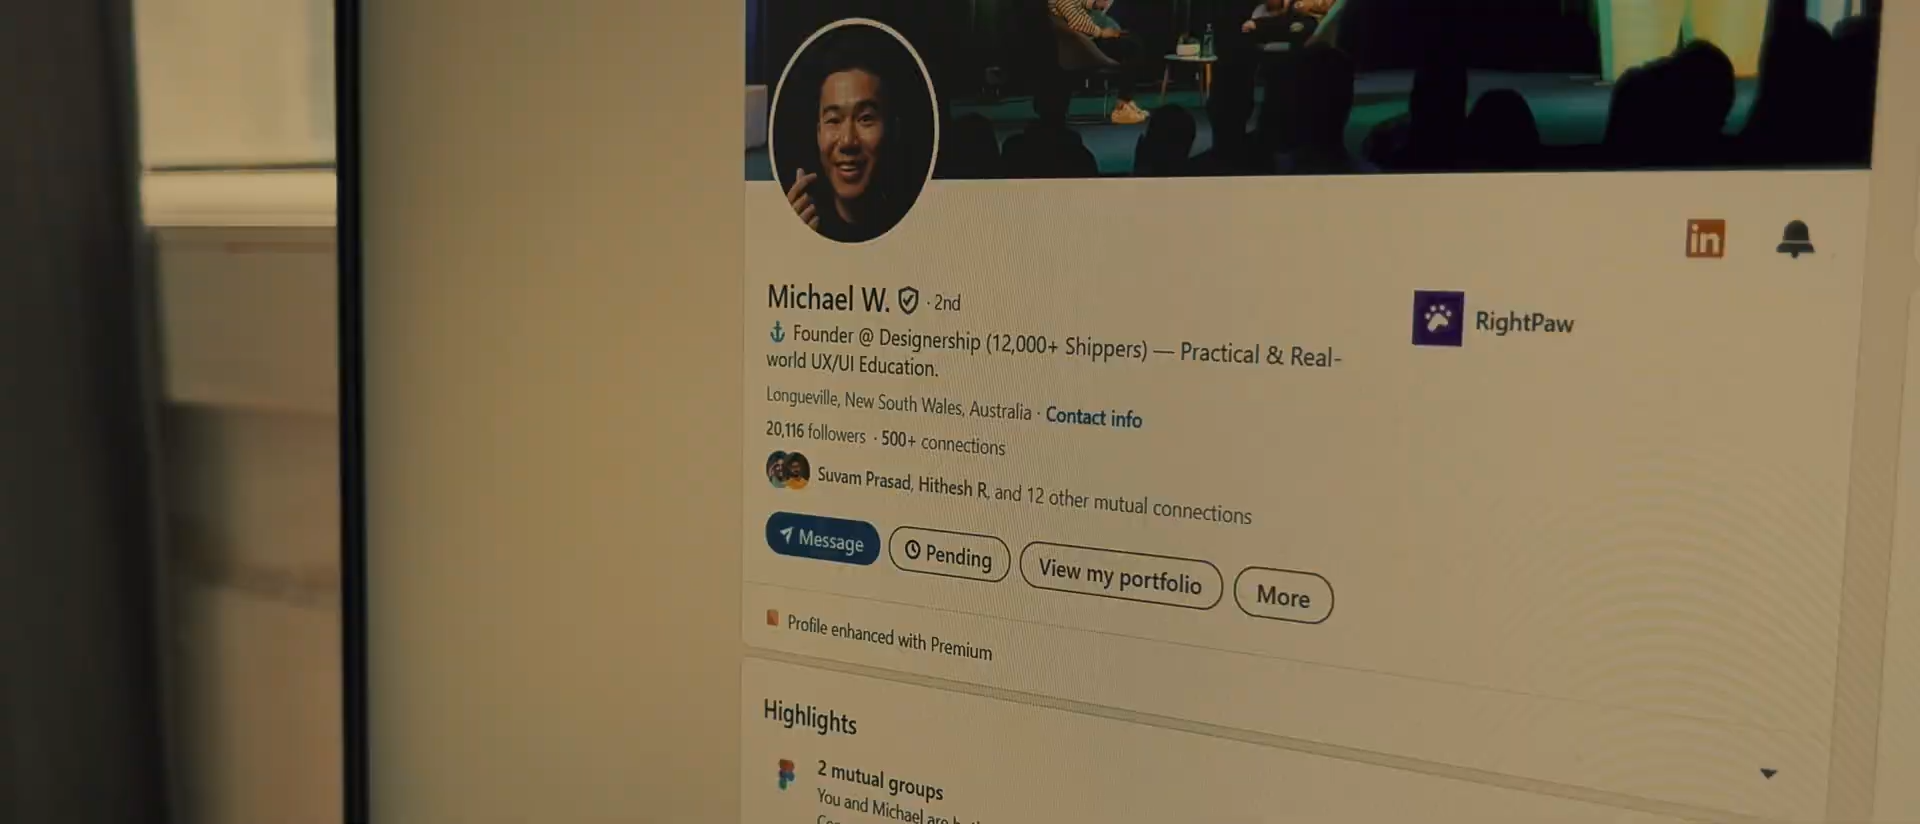 in
Michael W. · 2nd
RightPaw
Founder @ Designership (12,000+ Shippers) — Practical & Real-
world UX/UI Education.
Longueville, New South Wales, Australia · Contact info
20,116 followers · 500+ connections
Suvam Prasad, Hithesh R, and 12 other mutual connections
Message
Pending
View my portfolio
More
Profile enhanced with Premium
Highlights
2 mutual groups
You and Michael are